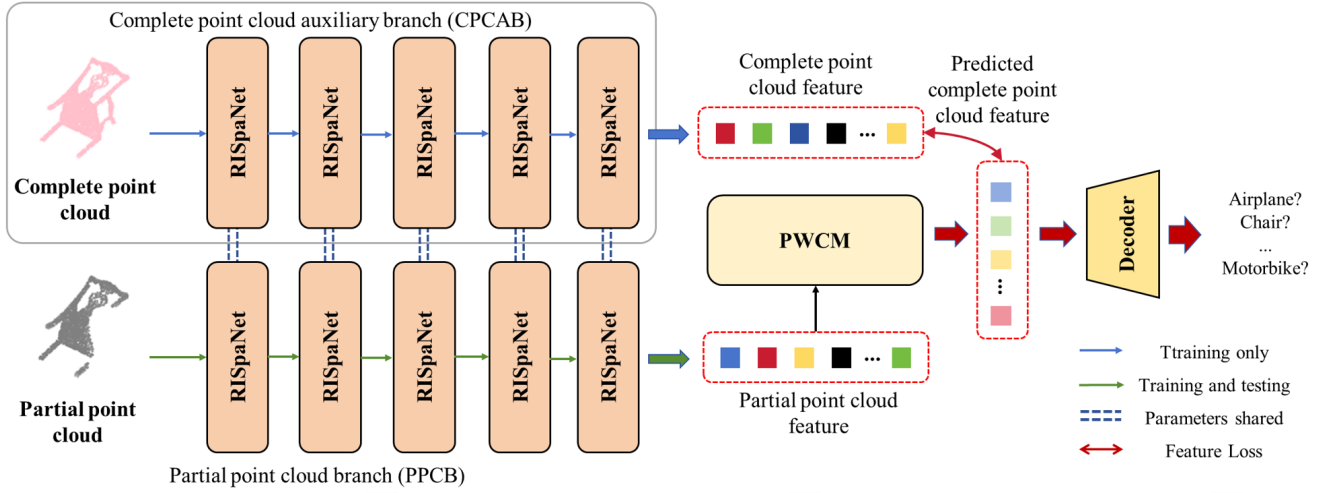 Complete point cloud auxiliary branch (CPCAB)
RISpaNet
RISpaNet
RISpaNet
RISpaNet
RISpaNet
Complete point
cloud
Complete point
cloud feature
...
Predicted
complete point
cloud feature
PWCM
Decoder
Airplane?
Chair?
...
Motorbike?
RISpaNet
RISpaNet
RISpaNet
RISpaNet
RISpaNet
Partial point
cloud
...
Partial point cloud
feature
Partial point cloud branch (PPCB)
Ttraining only
Training and testing
Parameters shared
Feature Loss